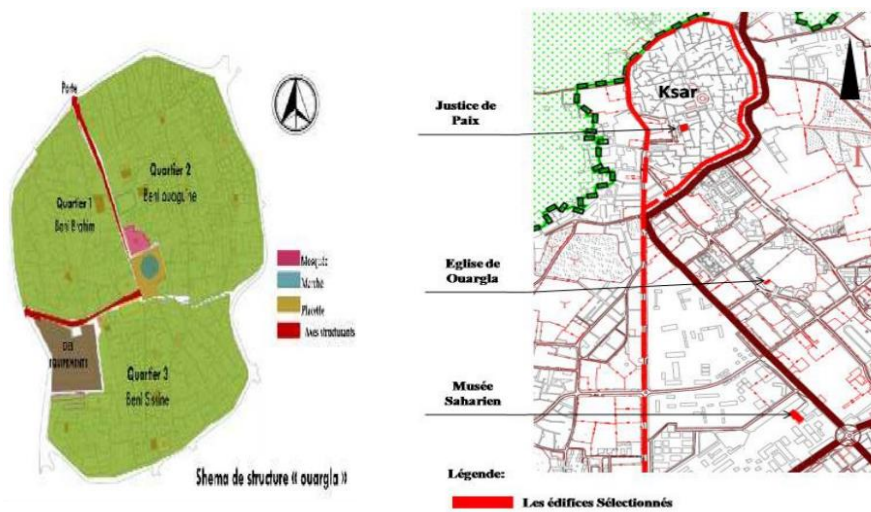 Porte
Quartier 2
Beni ouaguine
Quartier 1
Beni Brahim
Mosquée
Marché
Placette
Axes structurants
DES
EQUIPEMENTS
Quartier 3
Beni Sissine
Shema de structure « ouargla »
Ksar
Justice de
Paix
Eglise de
Ouargla
Musée
Saharien
Légende:
Les édifices Sélectionnés